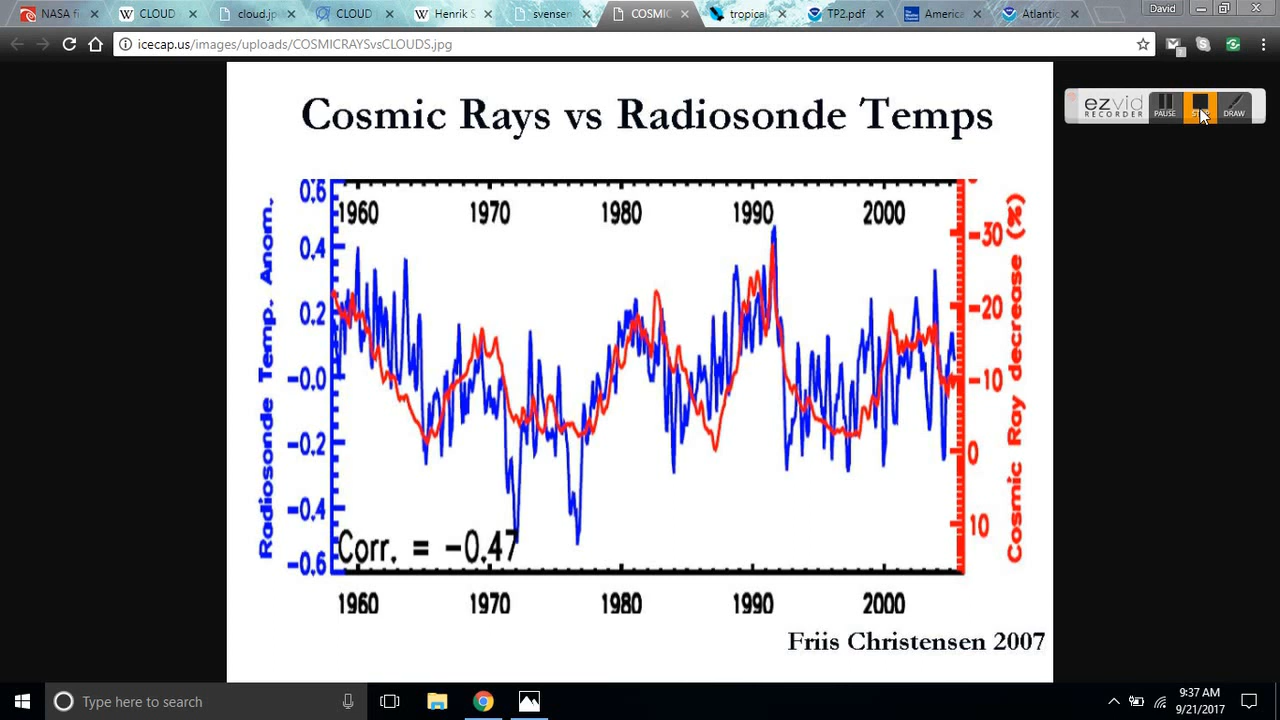 NASA fi
CLOUD
cloud.jp
CLOUD
Henrik S
svensen
COSMIC
tropical
TP2.pdf
America
Atlantic
David
icecap.us/images/uploads/COSMICRAYSvsCLOUDS.jpg
Cosmic Rays vs Radiosonde Temps
ezvid
RECORDER
PAUSE
DRAW
1960 1970 1980 1990 2000
0.6
0.4
0.2
-0.0
-0.2
-0.4
-0.6
Radiosonde Temp. Anom.
-30
-20
-10
0
10
Cosmic Ray decrease (%)
Corr. = -0.47
1960 1970 1980 1990 2000
Friis Christensen 2007
Type here to search
9:37 AM
9/21/2017